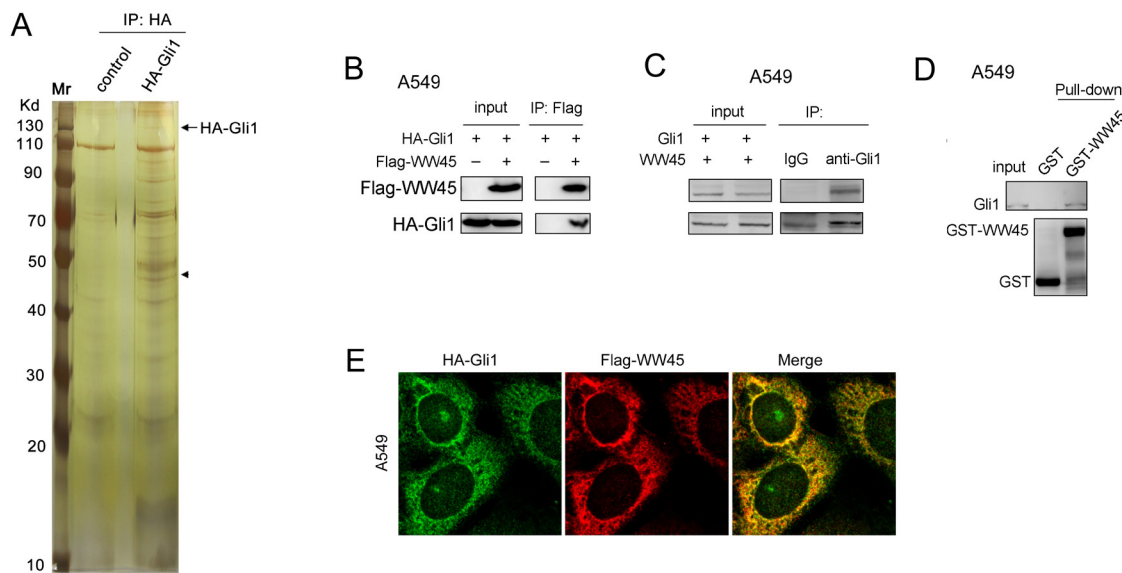 A
IP: HA
control
HA-Gli1
Mr
Kd
130
HA-Gli1
110
90
70
50
40
30
20
10
B
A549
input
IP: Flag
HA-Gli1 + + + +
Flag-WW45 – + – +
Flag-WW45
HA-Gli1
C
A549
input
IP:
Gli1 + +
WW45 + +
IgG
anti-Gli1
D
A549
Pull-down
input
GST
GST-WW45
Gli1
GST-WW45
GST
E
HA-Gli1
Flag-WW45
Merge
A549